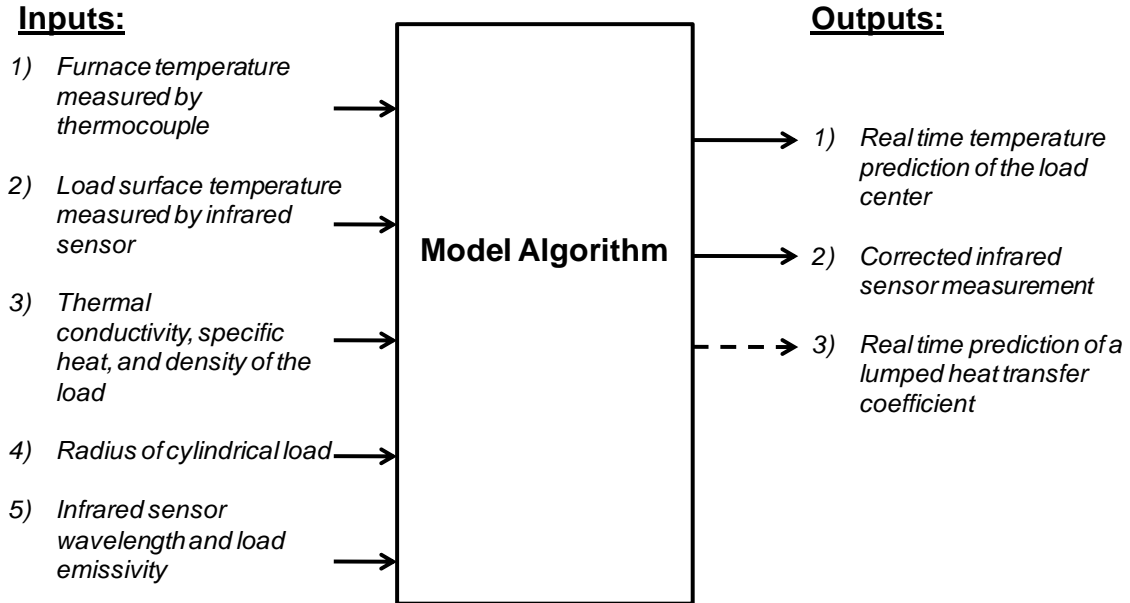 Inputs:
1) Furnace temperature
measured by
thermocouple
2) Load surface temperature
measured by infrared
sensor
3) Thermal
conductivity, specific
heat, and density of the
load
4) Radius of cylindrical load
5) Infrared sensor
wavelength and load
emissivity
Model Algorithm
Outputs:
1) Real time temperature
prediction of the load
center
2) Corrected infrared
sensor measurement
3) Real time prediction of a
lumped heat transfer
coefficient